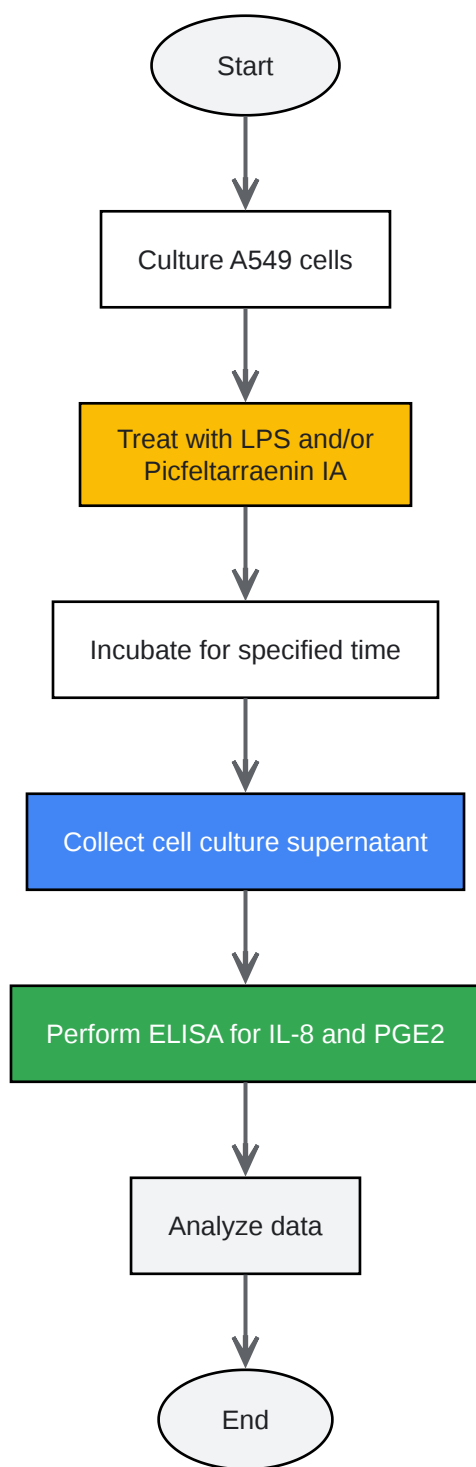 Start
Culture A549 cells
Treat with LPS and/or
Picfeltarraenin IA
Incubate for specified time
Collect cell culture supernatant
Perform ELISA for IL-8 and PGE2
Analyze data
End